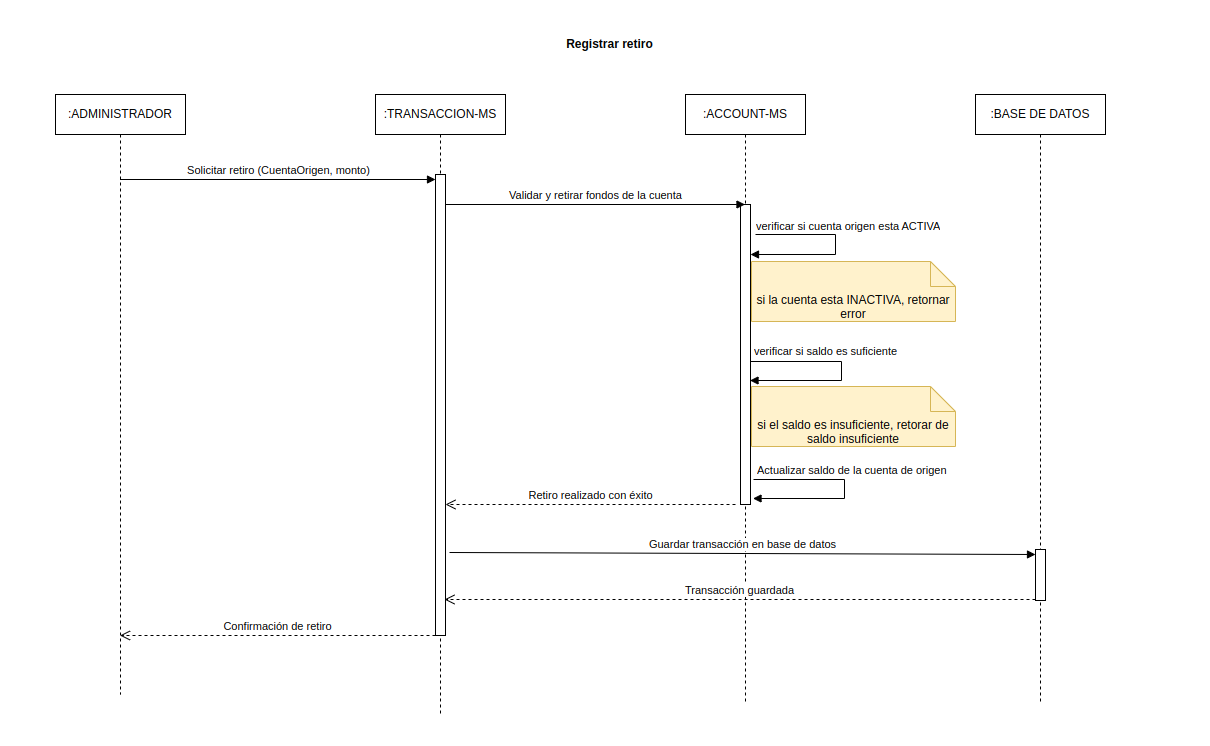 Registrar retiro
:ADMINISTRADOR
:TRANSACCION-MS
:ACCOUNT-MS
:BASE DE DATOS
Solicitar retiro (CuentaOrigen, monto)
Validar y retirar fondos de la cuenta
verificar si cuenta origen esta ACTIVA
si la cuenta esta INACTIVA, retornar
error
verificar si saldo es suficiente
si el saldo es insuficiente, retorar de
saldo insuficiente
Actualizar saldo de la cuenta de origen
Retiro realizado con éxito
Guardar transacción en base de datos
Transacción guardada
Confirmación de retiro